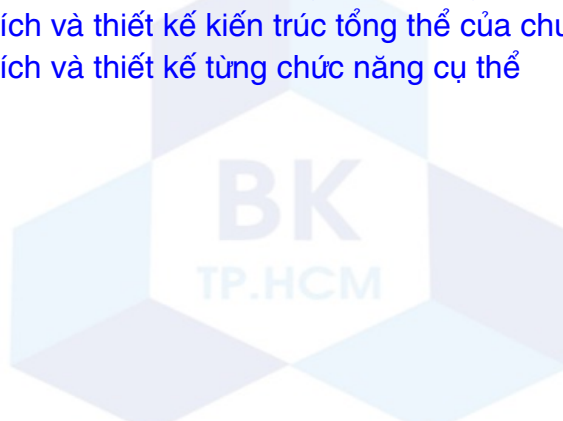 ích và thiết kế kiến trúc tổng thể của chư
ích và thiết kế từng chức năng cụ thể
BK
TP.HCM